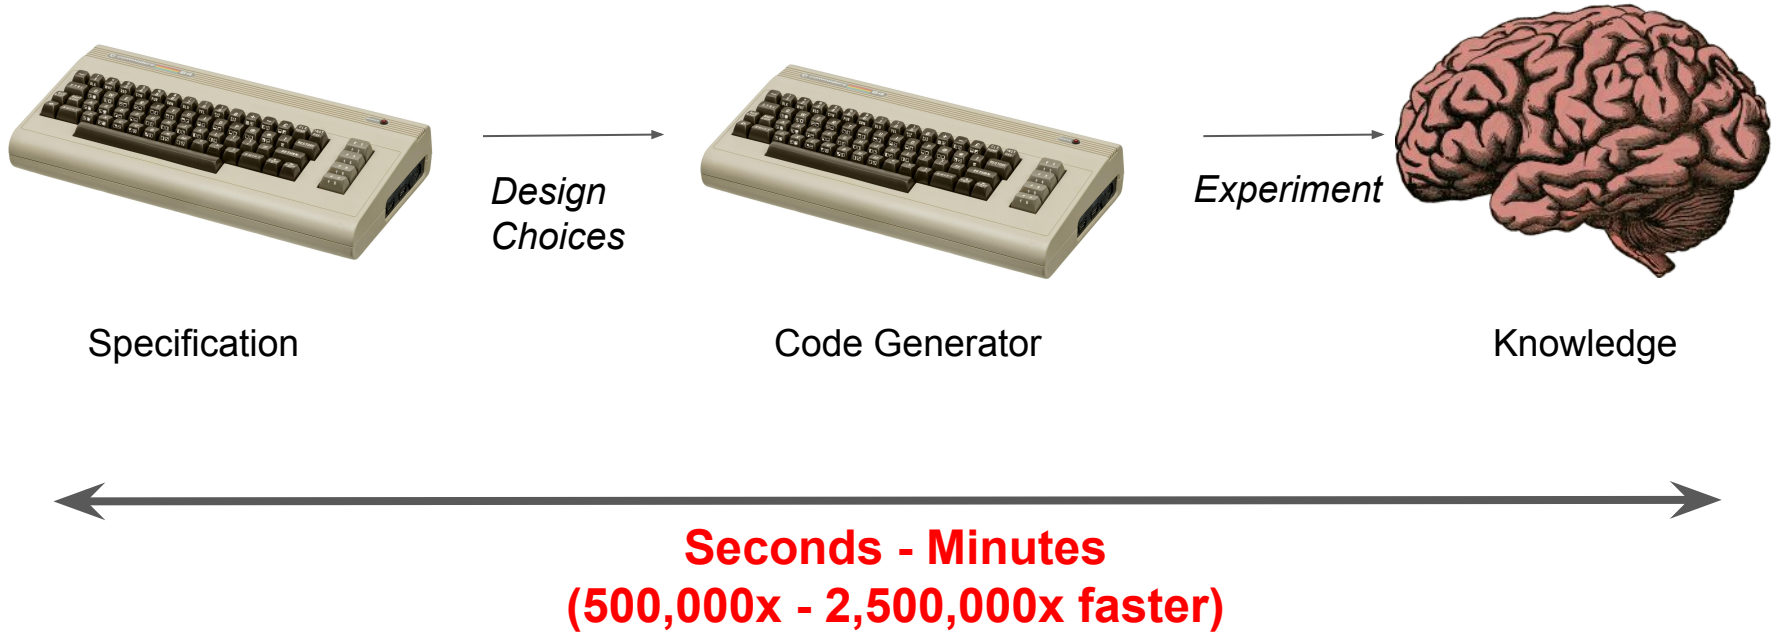 Design
Choices
Experiment
Specification
Code Generator
Knowledge
Seconds - Minutes
(500,000x - 2,500,000x faster)